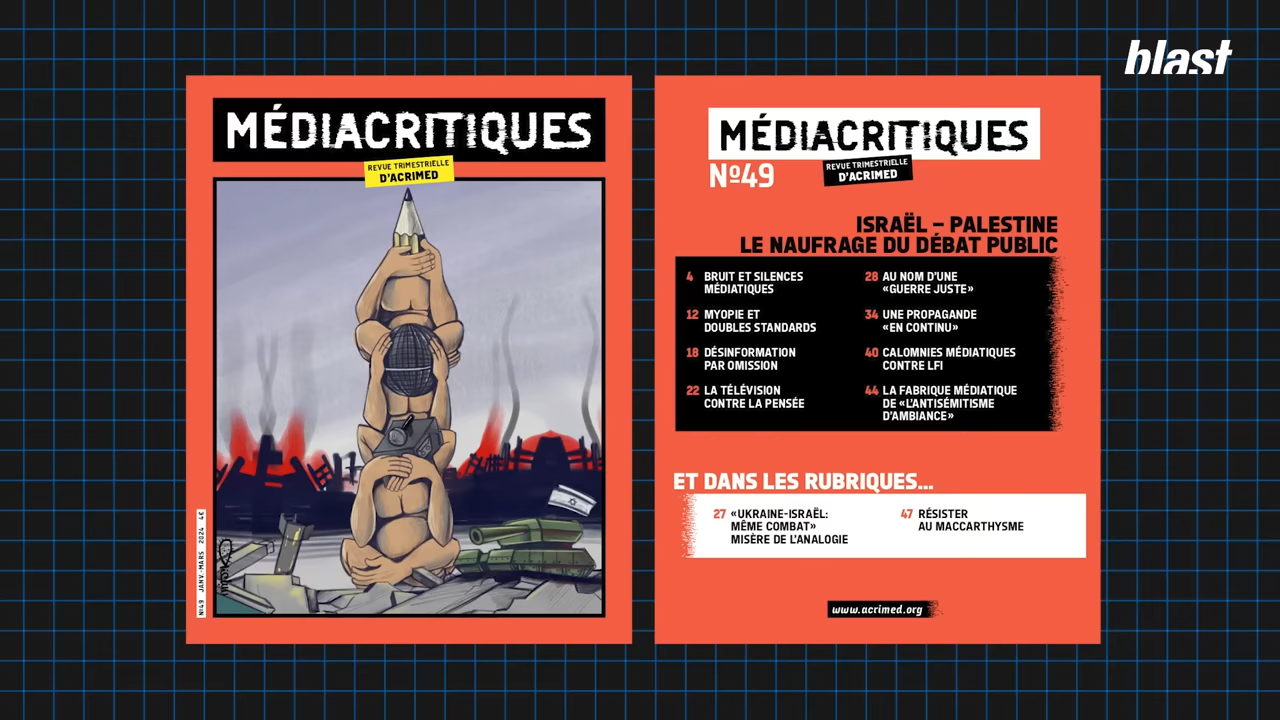 blast
MÉDIACRITIQUES
REVUE TRIMESTRIELLE
D'ACRIMED
Nº49 JANV.-MARS 2024 4€
MÉDIACRITIQUES
Nº49
REVUE TRIMESTRIELLE
D'ACRIMED
ISRAËL – PALESTINE
LE NAUFRAGE DU DÉBAT PUBLIC
4 BRUIT ET SILENCES
MÉDIATIQUES
12 MYOPIE ET
DOUBLES STANDARDS
18 DÉSINFORMATION
PAR OMISSION
22 LA TÉLÉVISION
CONTRE LA PENSÉE
28 AU NOM D'UNE
«GUERRE JUSTE»
34 UNE PROPAGANDE
«EN CONTINU»
40 CALOMNIES MÉDIATIQUES
CONTRE LFI
44 LA FABRIQUE MÉDIATIQUE
DE «L'ANTISÉMITISME
D'AMBIANCE»
ET DANS LES RUBRIQUES...
27 «UKRAINE-ISRAËL:
MÊME COMBAT»
MISÈRE DE L'ANALOGIE
47 RÉSISTER
AU MACCARTHYSME
www.acrimed.org